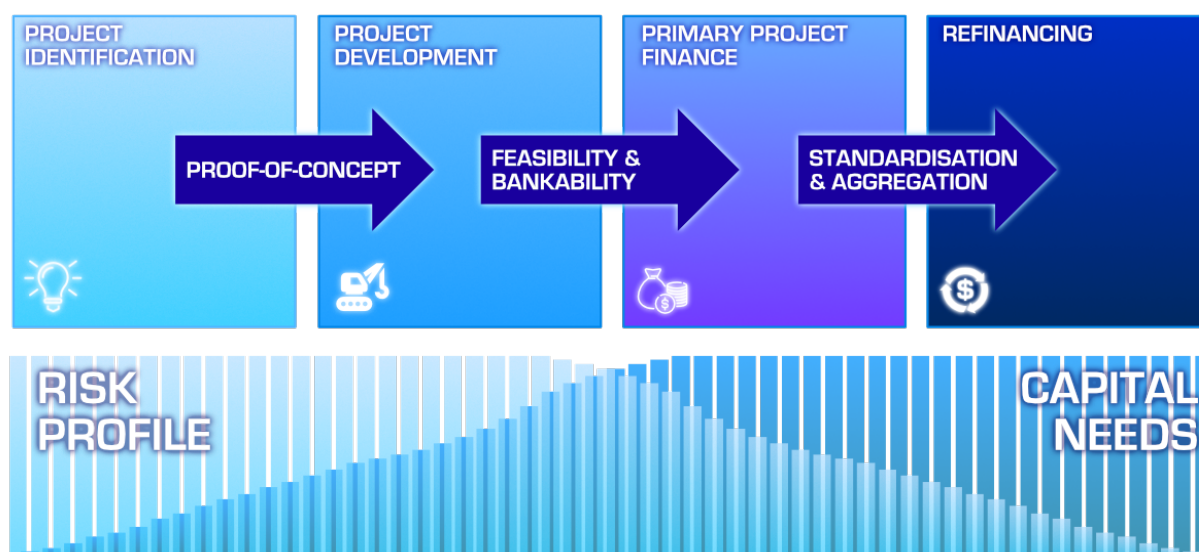 PROJECT
IDENTIFICATION
PROJECT
DEVELOPMENT
PRIMARY PROJECT
FINANCE
REFINANCING
PROOF-OF-CONCEPT
FEASIBILITY &
BANKABILITY
STANDARDISATION
& AGGREGATION
$
$
RISK
PROFILE
CAPITAL
NEEDS